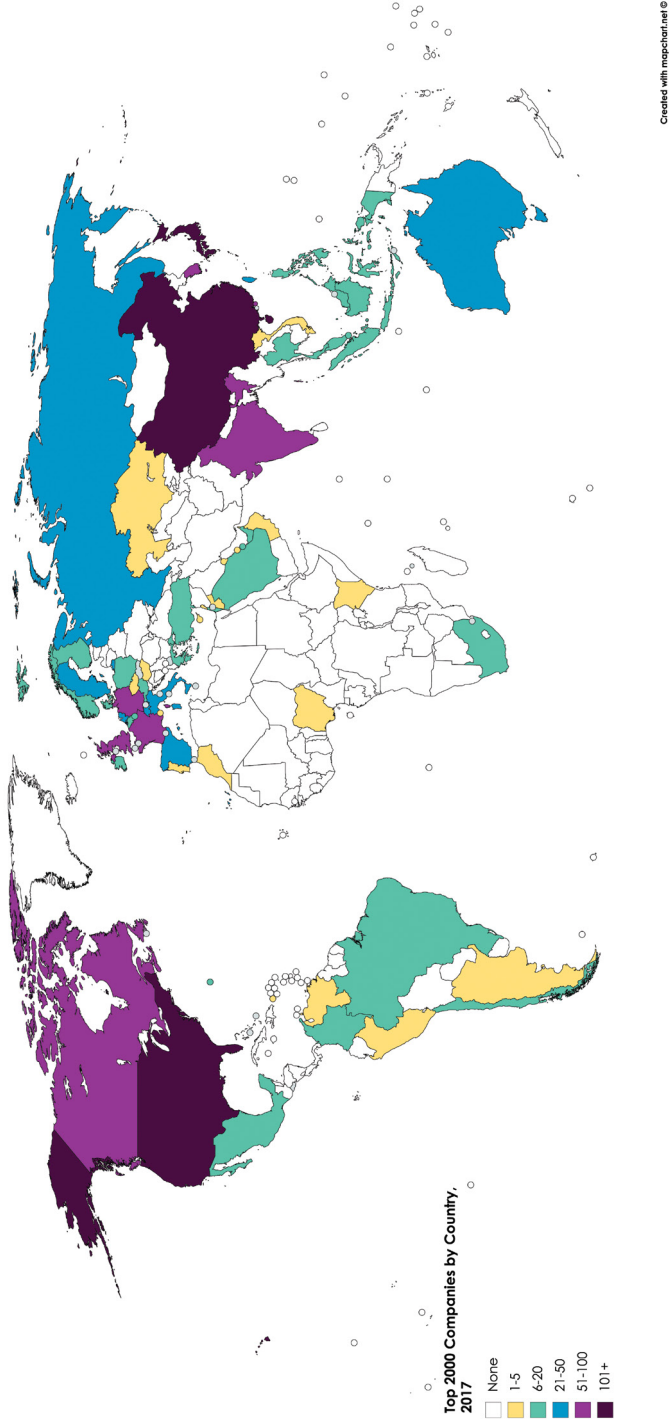 Top 2000 Companies by Country,
2017
None
1-5
6-20
21-50
51-100
101+
Created with mapchart.net ©